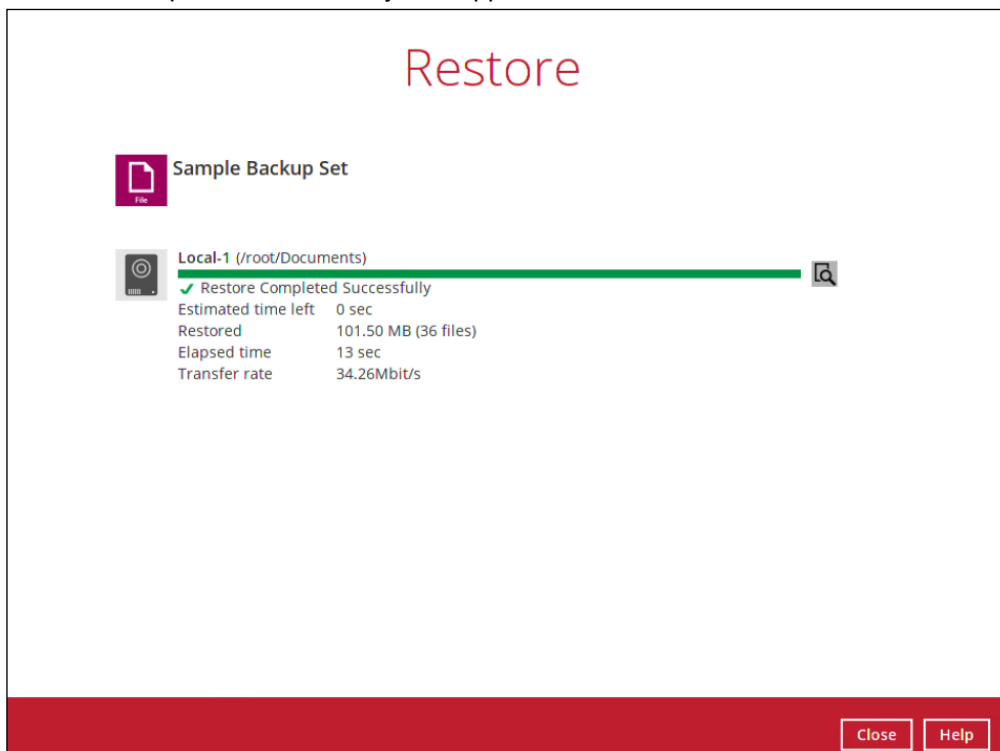 Restore
Sample Backup Set
File
Local-1 (/root/Documents)
Restore Completed Successfully
Estimated time left 0 sec
Restored 101.50 MB (36 files)
Elapsed time 13 sec
Transfer rate 34.26Mbit/s
Close Help